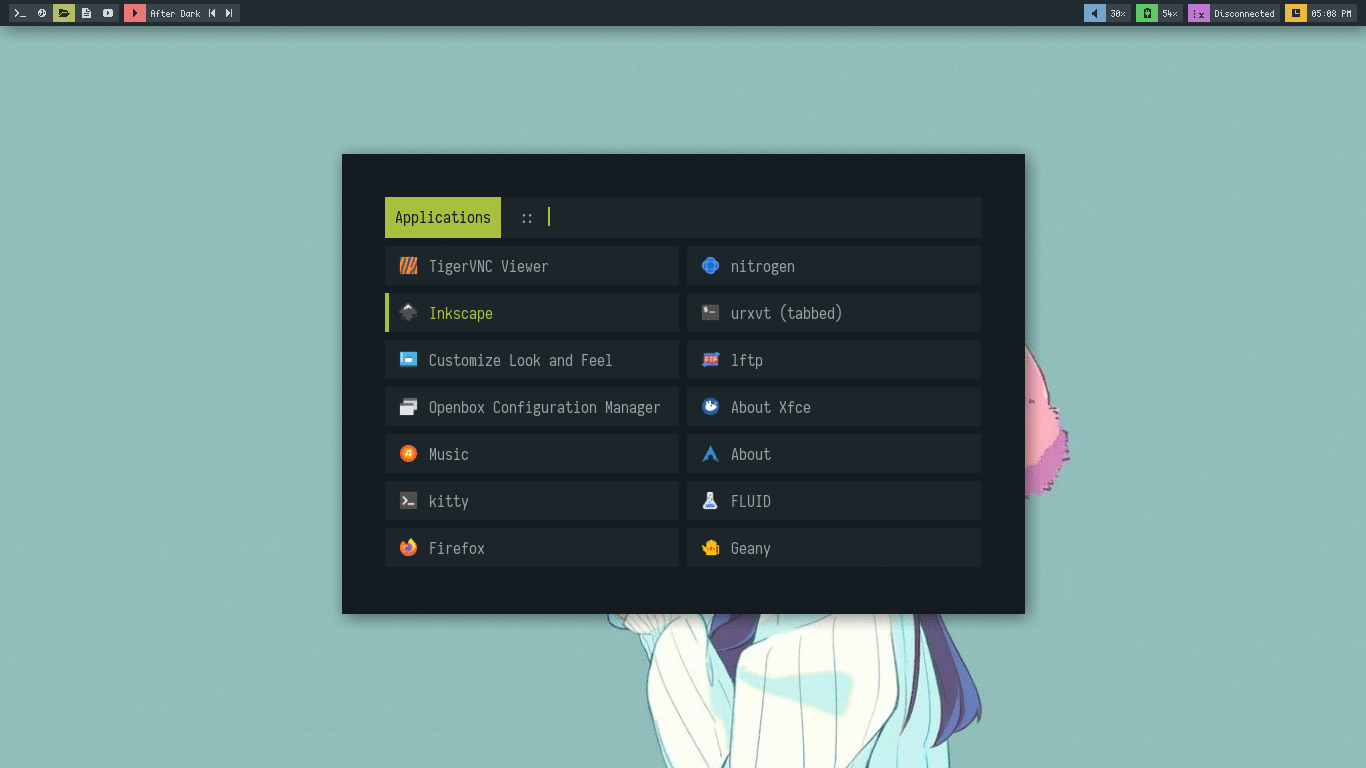 After Dark 30% 54% Disconnected 05:08 PM
Applications ::
TigerVNC Viewer nitrogen
Inkscape urxvt (tabbed)
Customize Look and Feel lftp
Openbox Configuration Manager About Xfce
Music About
kitty FLUID
Firefox Geany